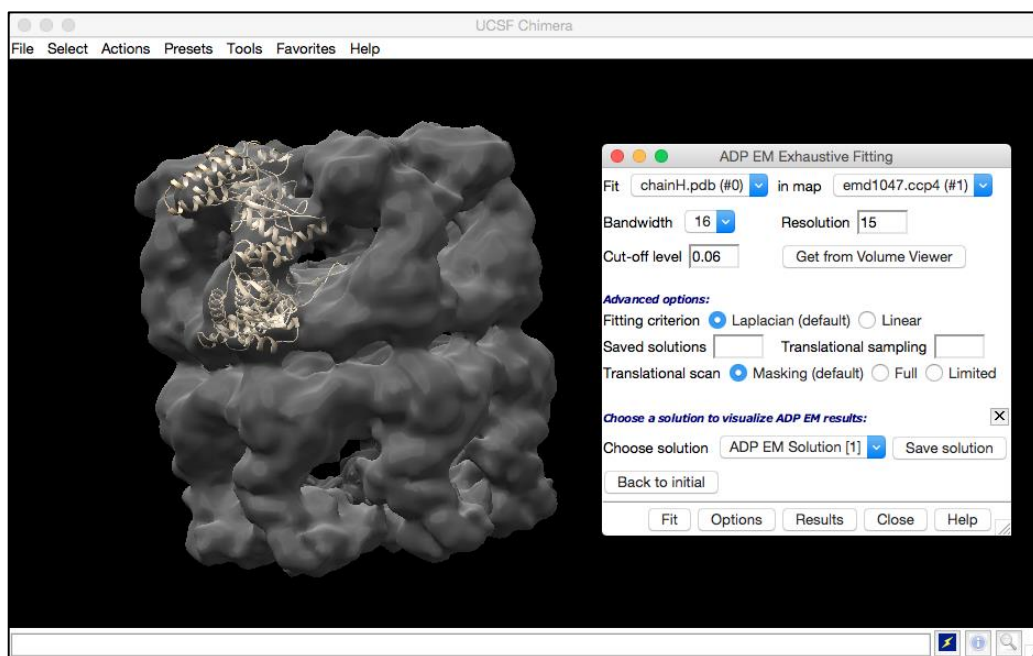 UCSF Chimera
File Select Actions Presets Tools Favorites Help
ADP EM Exhaustive Fitting
Fit chainH.pdb (#0) in map emd1047.ccp4 (#1)
Bandwidth 16 Resolution 15
Cut-off level 0.06 Get from Volume Viewer
Advanced options:
Fitting criterion Laplacian (default) Linear
Saved solutions Translational sampling
Translational scan Masking (default) Full Limited
Choose a solution to visualize ADP EM results:
Choose solution ADP EM Solution [1] Save solution
Back to initial
Fit Options Results Close Help